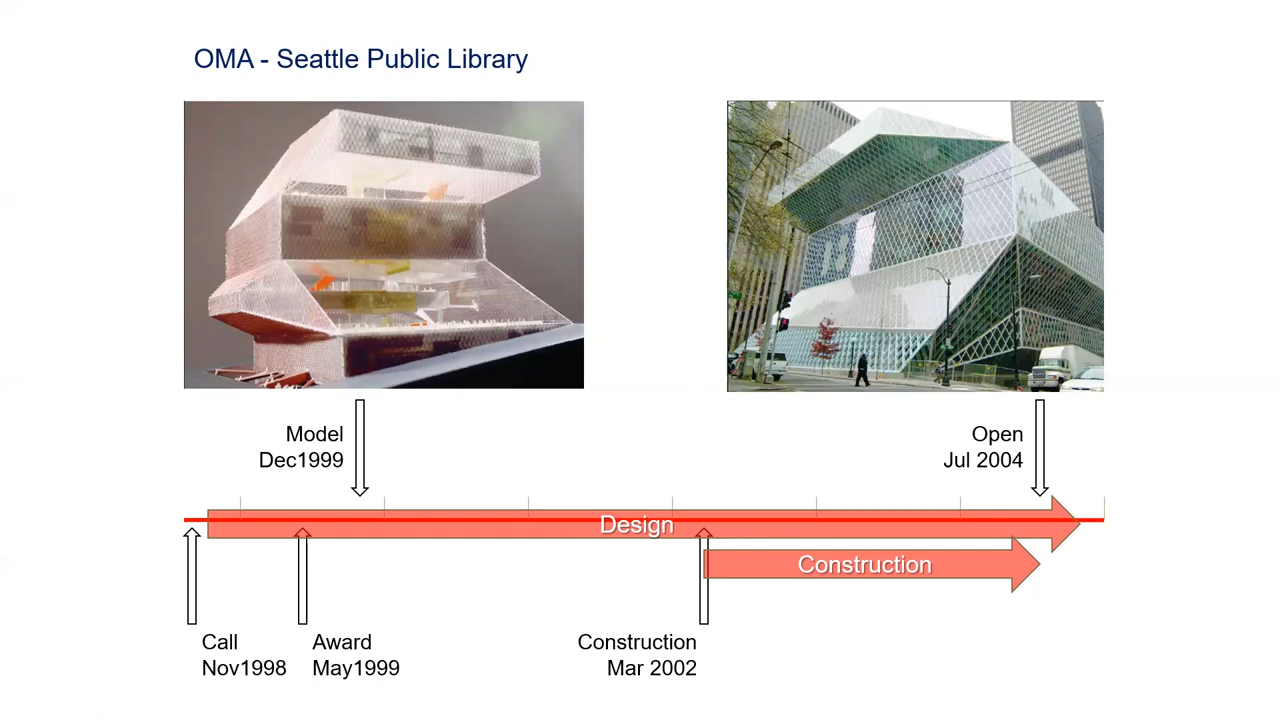 OMA - Seattle Public Library
Model
Dec1999
Open
Jul 2004
Design
Construction
Call
Nov1998
Award
May1999
Construction
Mar 2002